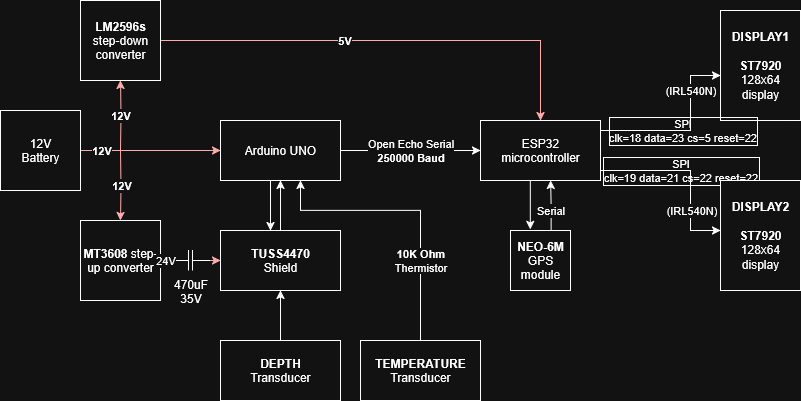 LM2596s
step-down
converter
5V
DISPLAY1
ST7920
128x64
display
(IRL540N)
SPI
clk=18 data=23 cs=5 reset=22
12V
12V
Battery
12V
Arduino UNO
Open Echo Serial
250000 Baud
ESP32
microcontroller
SPI
clk=19 data=21 cs=22 reset=22
12V
(IRL540N)
DISPLAY2
ST7920
128x64
display
Serial
MT3608 step-
up converter
24V
470uF
35V
TUSS4470
Shield
10K Ohm
Thermistor
NEO-6M
GPS
module
DEPTH
Transducer
TEMPERATURE
Transducer